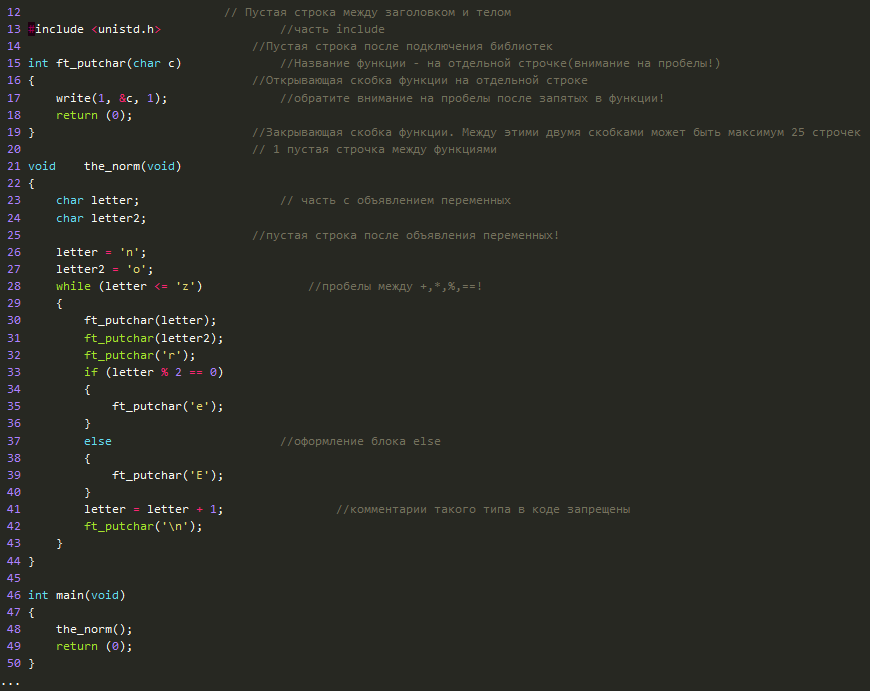 12                             // Пустая строка между заголовком и телом
13 #include <unistd.h>                 //часть include
14                                 //Пустая строка после подключения библиотек
15 int ft_putchar(char c)                  //Название функции - на отдельной строчке(внимание на пробелы!)
16 {                               //Открывающая скобка функции на отдельной строке
17     write(1, &c, 1);                //обратите внимание на пробелы после запятых в функции!
18     return (0);
19 }                               //Закрывающая скобка функции. Между этими двумя скобками может быть максимум 25 строчек
20                                 // 1 пустая строчка между функциями
21 void    the_norm(void)
22 {
23     char letter;                    // часть с объявлением переменных
24     char letter2;
25                                 //пустая строка после объявления переменных!
26     letter = 'n';
27     letter2 = 'o';
28     while (letter <= 'z')               //пробелы между +,*,%,==!
29     {
30         ft_putchar(letter);
31         ft_putchar(letter2);
32         ft_putchar('r');
33         if (letter % 2 == 0)
34         {
35             ft_putchar('e');
36         }
37         else                        //оформление блока else
38         {
39             ft_putchar('E');
40         }
41         letter = letter + 1;                //комментарии такого типа в коде запрещены
42         ft_putchar('\n');
43     }
44 }
45
46 int main(void)
47 {
48     the_norm();
49     return (0);
50 }
...